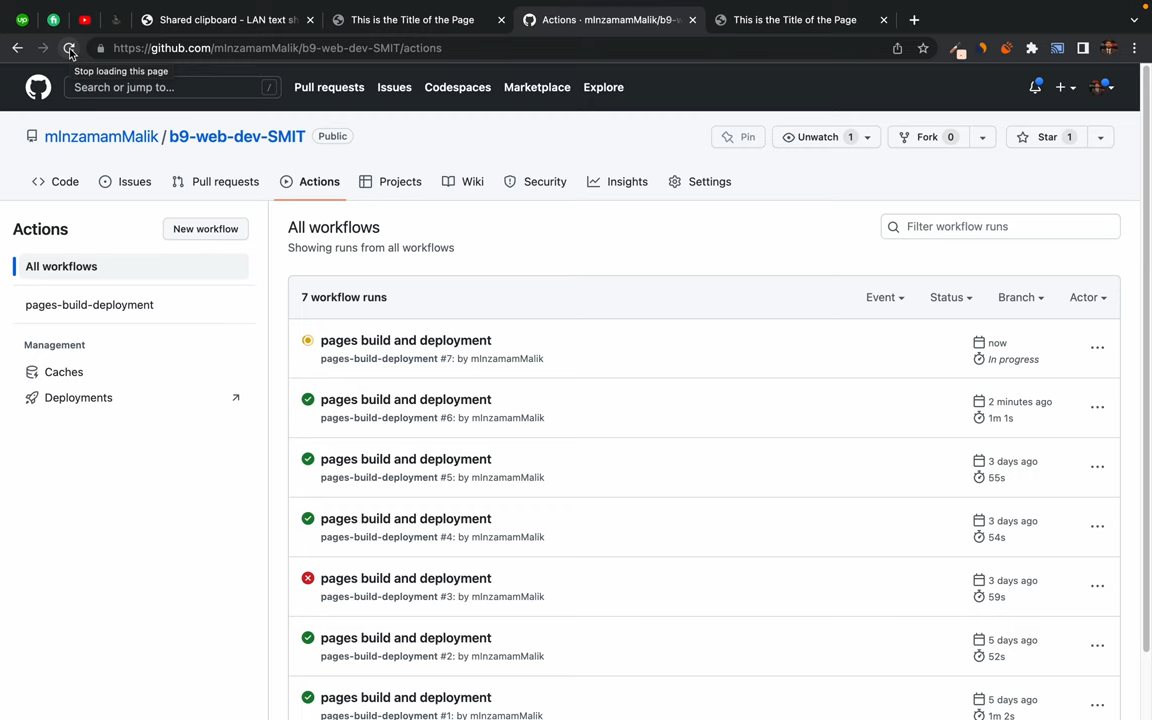 Shared clipboard - LAN text sh
This is the Title of the Page
Actions · mInzamamMalik/b9-w
This is the Title of the Page
https://github.com/mInzamamMalik/b9-web-dev-SMIT/actions
Stop loading this page
Search or jump to...
/
Pull requests
Issues
Codespaces
Marketplace
Explore
mInzamamMalik / b9-web-dev-SMIT
Public
Pin
Unwatch 1
Fork 0
Star 1
Code
Issues
Pull requests
Actions
Projects
Wiki
Security
Insights
Settings
Actions
New workflow
All workflows
pages-build-deployment
Management
Caches
Deployments
All workflows
Showing runs from all workflows
Filter workflow runs
7 workflow runs
Event
Status
Branch
Actor
pages build and deployment
pages-build-deployment #7: by mInzamamMalik
now
In progress
pages build and deployment
pages-build-deployment #6: by mInzamamMalik
2 minutes ago
1m 1s
pages build and deployment
pages-build-deployment #5: by mInzamamMalik
3 days ago
55s
pages build and deployment
pages-build-deployment #4: by mInzamamMalik
3 days ago
54s
pages build and deployment
pages-build-deployment #3: by mInzamamMalik
3 days ago
59s
pages build and deployment
pages-build-deployment #2: by mInzamamMalik
5 days ago
52s
pages build and deployment
pages-build-deployment #1: by mInzamamMalik
5 days ago
1m 2s